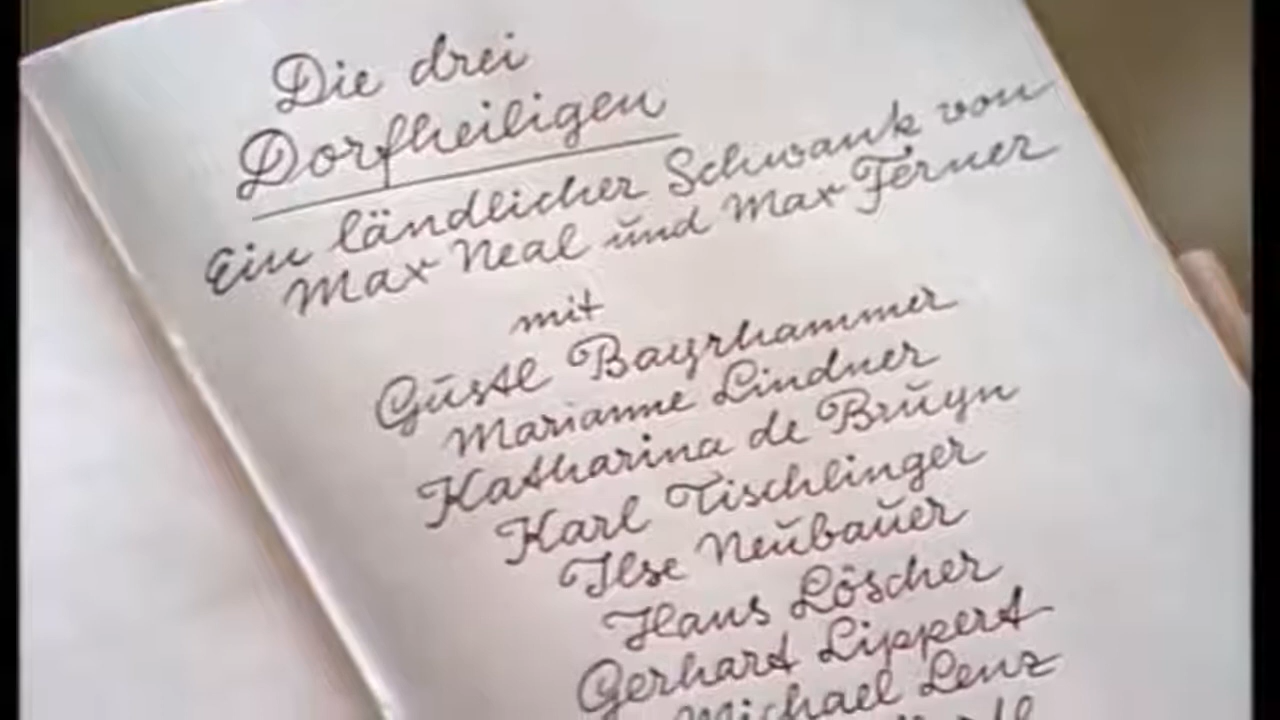 Die drei
Dorfheiligen
Ein ländlicher Schwank von
Max Neal und Max Ferner
mit
Gustl Bayrhammer
Marianne Lindner
Katharina de Bruyn
Karl Tischlinger
Ilse Neubauer
Hans Löscher
Gerhart Lippert
Michael Lenz